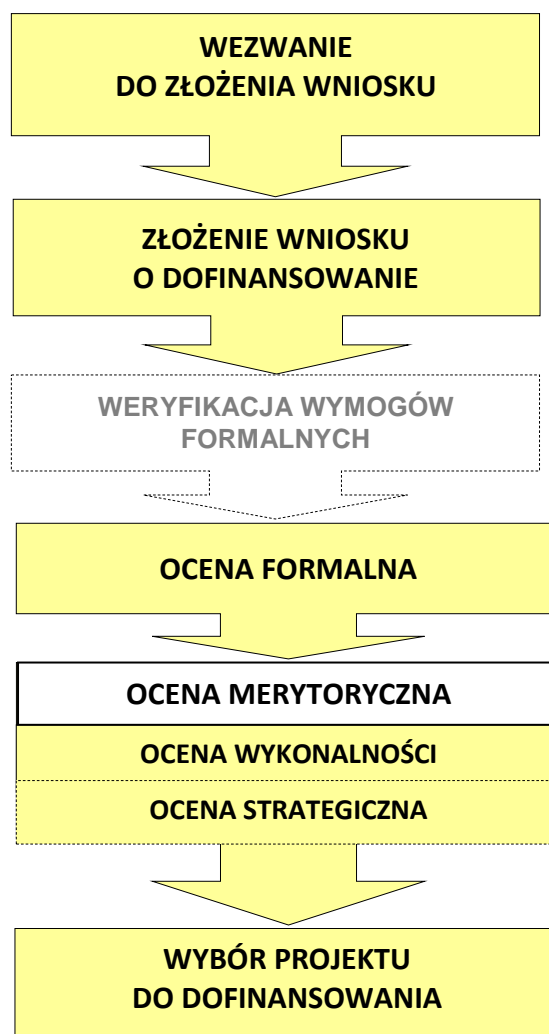 WEZWANIE
DO ZŁOŻENIA WNIOSKU
ZŁOŻENIE WNIOSKU
O DOFINANSOWANIE
WERYFIKACJA WYMOGÓW
FORMALNYCH
OCENA FORMALNA
OCENA MERYTORYCZNA
OCENA WYKONALNOŚCI
OCENA STRATEGICZNA
WYBÓR PROJEKTU
DO DOFINANSOWANIA